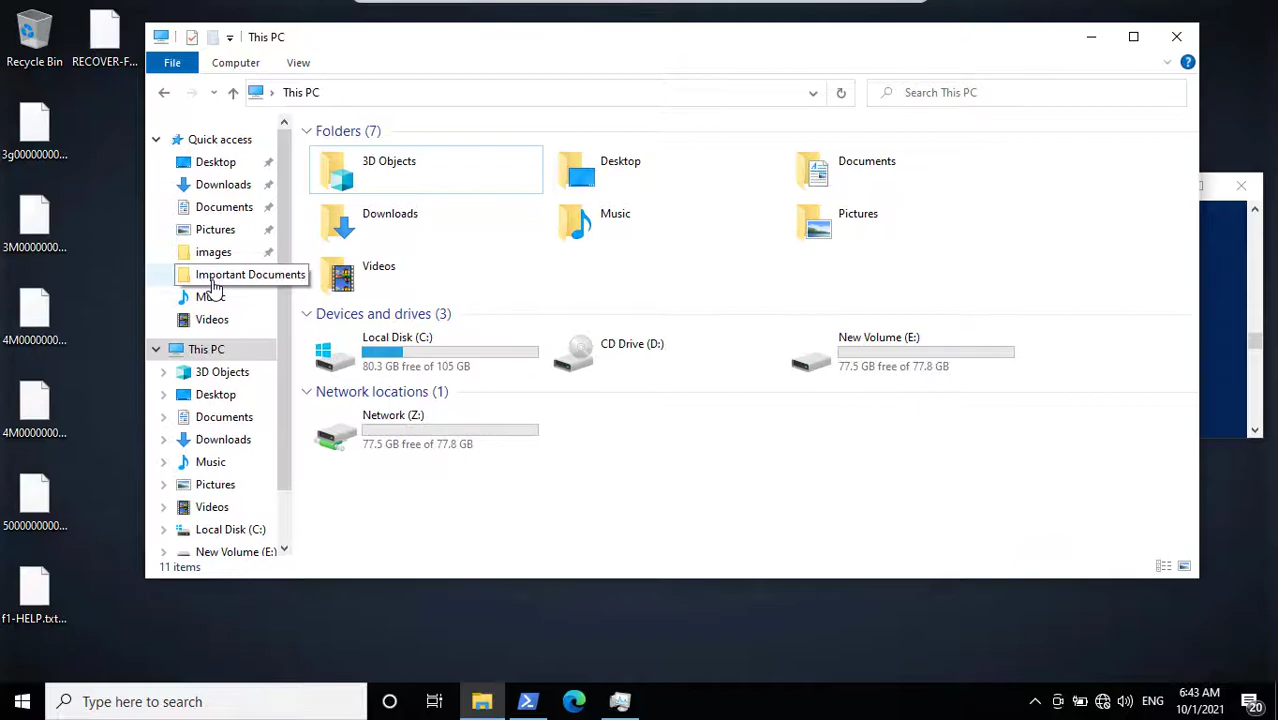 Recycle Bin
RECOVER-F...
3g00000000...
3M0000000...
4M0000000...
4M0000000...
5000000000...
f1-HELP.txt...
This PC
File
Computer
View
This PC
Search This PC
Quick access
Desktop
Downloads
Documents
Pictures
images
Important Documents
Music
Videos
This PC
3D Objects
Desktop
Documents
Downloads
Music
Pictures
Videos
Local Disk (C:)
New Volume (E:)
11 items
Folders (7)
3D Objects
Desktop
Documents
Downloads
Music
Pictures
Videos
Devices and drives (3)
Local Disk (C:)
80.3 GB free of 105 GB
CD Drive (D:)
New Volume (E:)
77.5 GB free of 77.8 GB
Network locations (1)
Network (Z:)
77.5 GB free of 77.8 GB
Type here to search
ENG
6:43 AM
10/1/2021
20